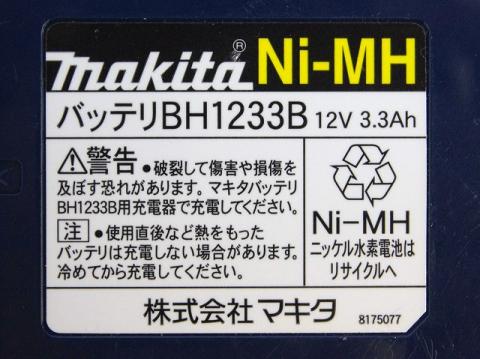 makita® Ni-MH
バッテリBH1233B 12V 3.3Ah
⚠警告 ●破裂して傷害や損傷を
及ぼす恐れがあります。マキタバッテリ
BH1233B用充電器で充電してください。
注 ●使用直後など熱をもった
バッテリは充電しない場合があります。
冷めてから充電してください。
Ni-MH
ニッケル水素電池は
リサイクルへ
株式会社 マキタ 8175077